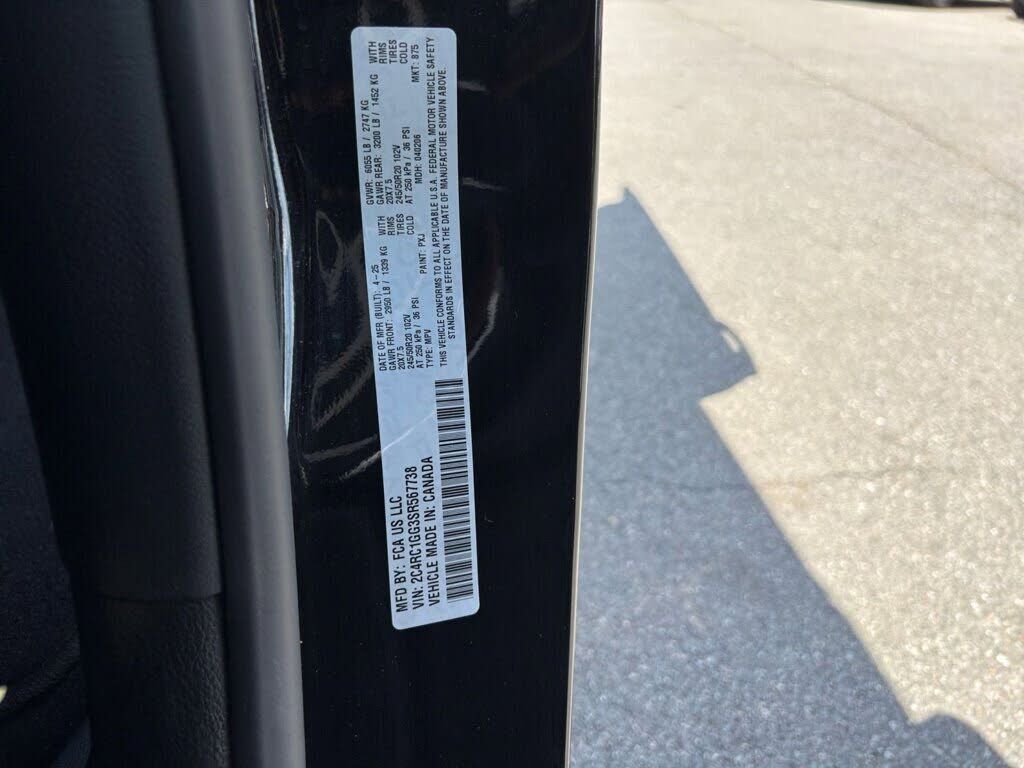 MFD BY: FCA US LLC
VIN: 2C4RC1GG3SR567738
VEHICLE MADE IN: CANADA
DATE OF MFR (BUILT): 4-25 GVWR: 6055 LB / 2747 KG
GAWR FRONT: 2950 LB / 1339 KG WITH GAWR REAR: 3200 LB / 1452 KG WITH
20X7.5 RIMS 20X7.5 RIMS
245/50R20 102V TIRES 245/50R20 102V TIRES
AT 250 kPa / 36 PSI COLD AT 250 kPa / 36 PSI COLD
TYPE: MPV PAINT: PXJ MDH: 040206 MKT: 875
THIS VEHICLE CONFORMS TO ALL APPLICABLE U.S.A. FEDERAL MOTOR VEHICLE SAFETY
STANDARDS IN EFFECT ON THE DATE OF MANUFACTURE SHOWN ABOVE.